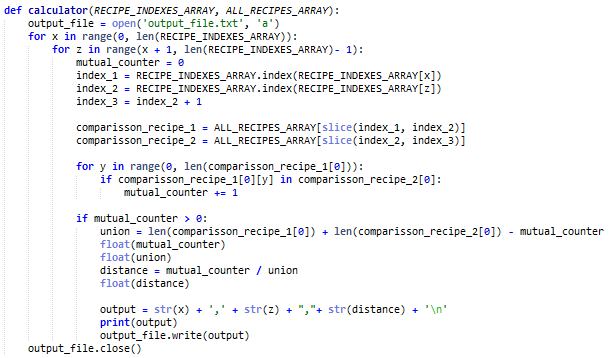 def calculator(RECIPE_INDEXES_ARRAY, ALL_RECIPES_ARRAY):
    output_file = open('output_file.txt', 'a')
    for x in range(0, len(RECIPE_INDEXES_ARRAY)):
        for z in range(x + 1, len(RECIPE_INDEXES_ARRAY)- 1):
            mutual_counter = 0
            index_1 = RECIPE_INDEXES_ARRAY.index(RECIPE_INDEXES_ARRAY[x])
            index_2 = RECIPE_INDEXES_ARRAY.index(RECIPE_INDEXES_ARRAY[z])
            index_3 = index_2 + 1

            comparisson_recipe_1 = ALL_RECIPES_ARRAY[slice(index_1, index_2)]
            comparisson_recipe_2 = ALL_RECIPES_ARRAY[slice(index_2, index_3)]

            for y in range(0, len(comparisson_recipe_1[0])):
                if comparisson_recipe_1[0][y] in comparisson_recipe_2[0]:
                    mutual_counter += 1

            if mutual_counter > 0:
                union = len(comparisson_recipe_1[0]) + len(comparisson_recipe_2[0]) - mutual_counter
                float(mutual_counter)
                float(union)
                distance = mutual_counter / union
                float(distance)

                output = str(x) + ',' + str(z) + ","+ str(distance) + '\n'
                print(output)
                output_file.write(output)
    output_file.close()